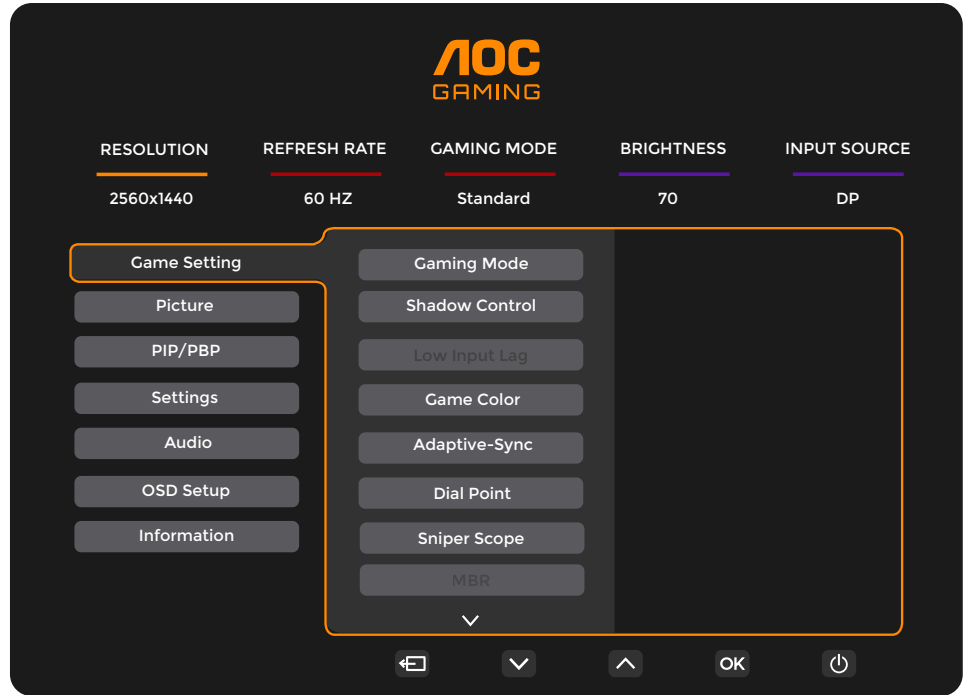 AOC
GAMING
RESOLUTION REFRESH RATE GAMING MODE BRIGHTNESS INPUT SOURCE
2560x1440 60 HZ Standard 70 DP
Game Setting
Picture
PIP/PBP
Settings
Audio
OSD Setup
Information
Gaming Mode
Shadow Control
Low Input Lag
Game Color
Adaptive-Sync
Dial Point
Sniper Scope
MBR
OK